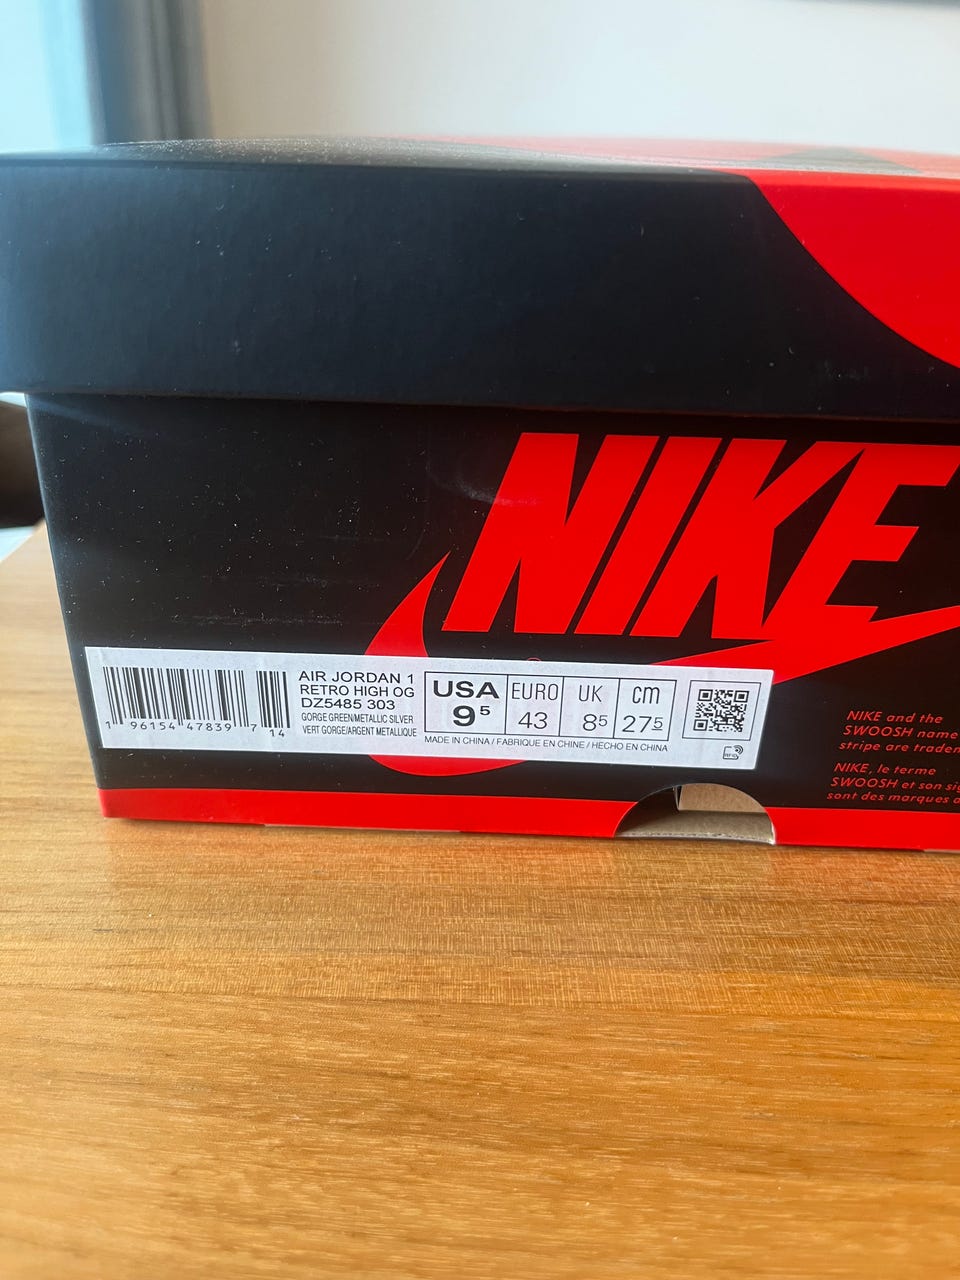 NIKE
AIR JORDAN 1
RETRO HIGH OG
DZ5485 303
GORGE GREEN/METALLIC SILVER
VERT GORGE/ARGENT METALLIQUE
1 96154 47839 7 14
USA EURO UK cm
9⁵ 43 8⁵ 27⁵
MADE IN CHINA / FABRIQUE EN CHINE / HECHO EN CHINA
RFID
NIKE and the
SWOOSH name
stripe are
NIKE, le terme
SWOOSH et son
sont des marques